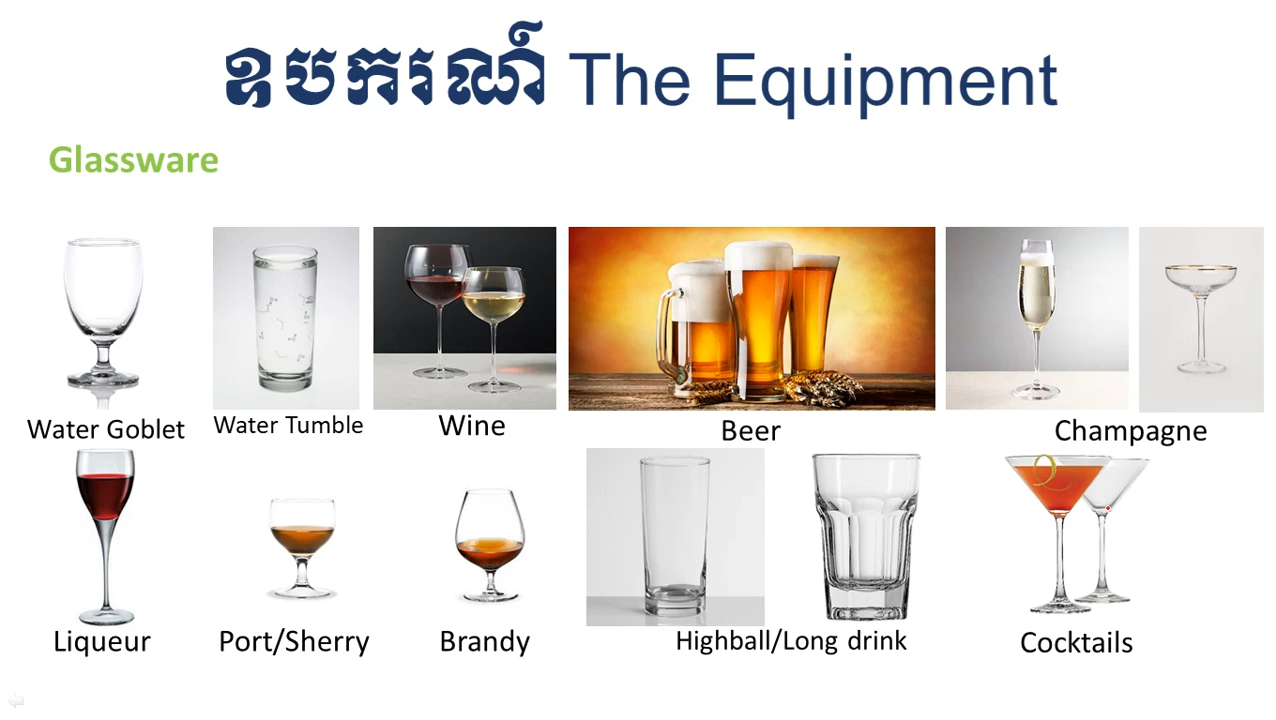 ឧបករណ៍ The Equipment
Glassware
Water Goblet
Water Tumble
Wine
Beer
Champagne
Liqueur
Port/Sherry
Brandy
Highball/Long drink
Cocktails